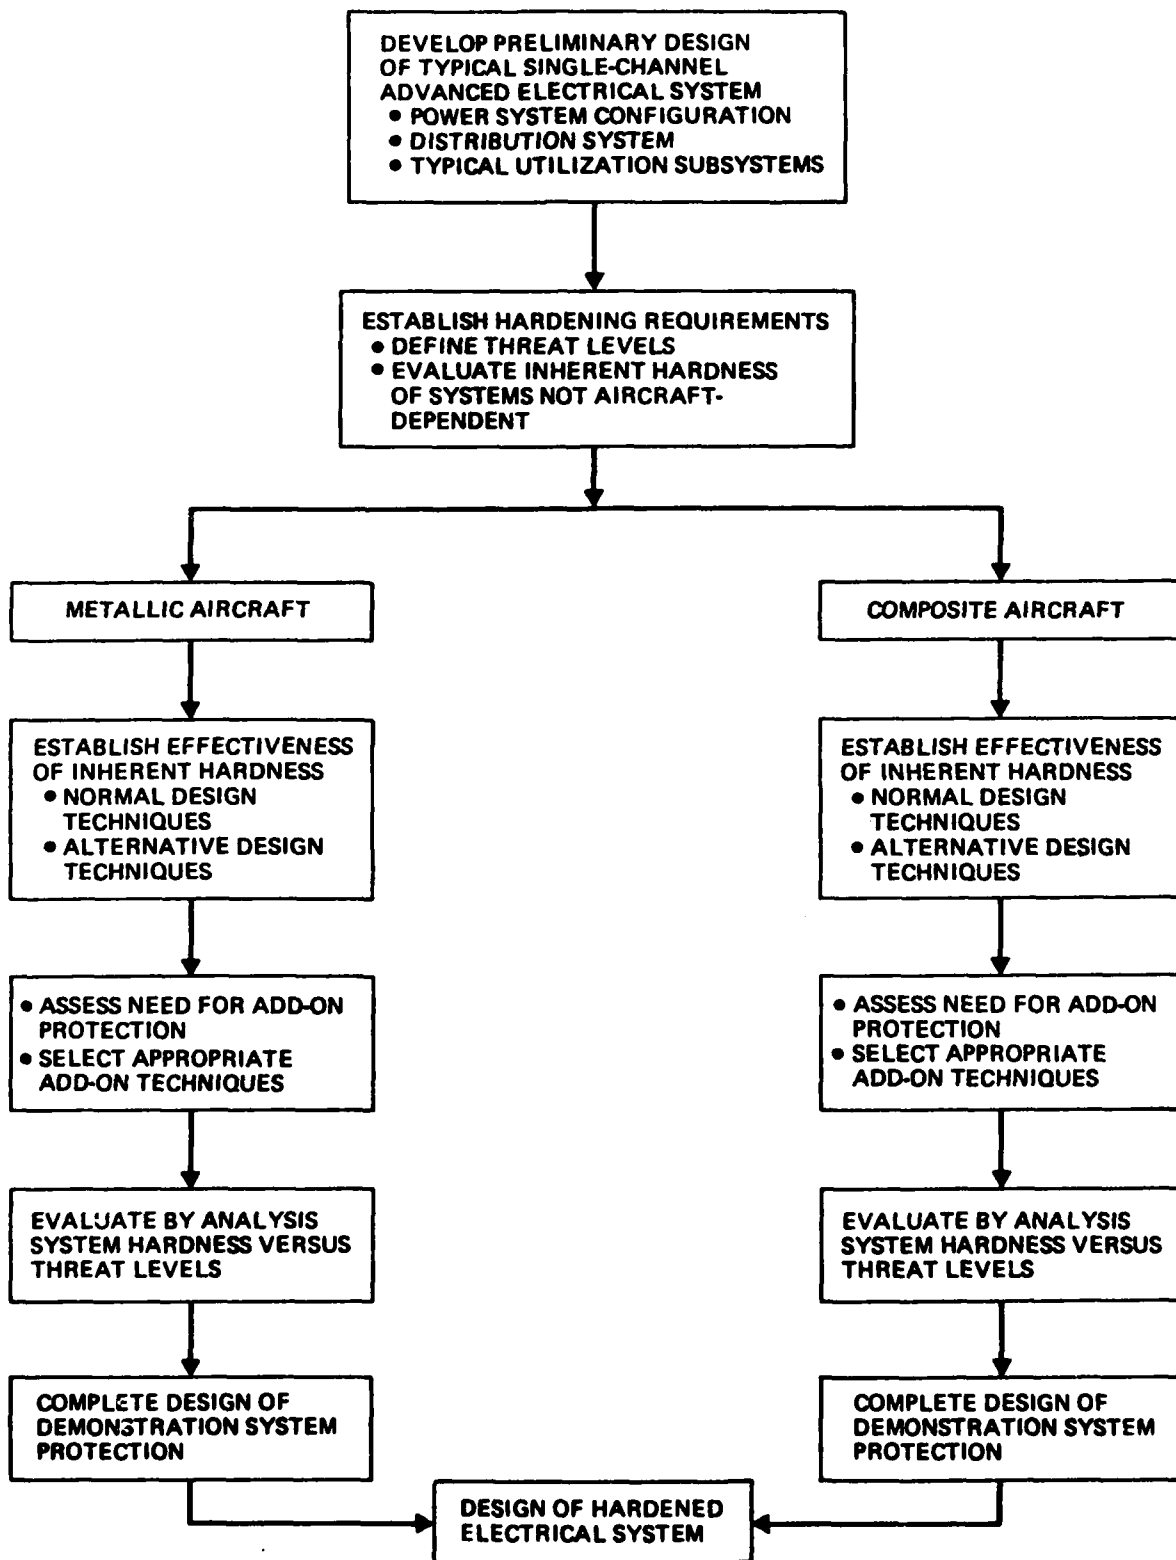 DEVELOP PRELIMINARY DESIGN
OF TYPICAL SINGLE-CHANNEL
ADVANCED ELECTRICAL SYSTEM
• POWER SYSTEM CONFIGURATION
• DISTRIBUTION SYSTEM
• TYPICAL UTILIZATION SUBSYSTEMS
ESTABLISH HARDENING REQUIREMENTS
• DEFINE THREAT LEVELS
• EVALUATE INHERENT HARDNESS
OF SYSTEMS NOT AIRCRAFT-
DEPENDENT
METALLIC AIRCRAFT
ESTABLISH EFFECTIVENESS
OF INHERENT HARDNESS
• NORMAL DESIGN
TECHNIQUES
• ALTERNATIVE DESIGN
TECHNIQUES
• ASSESS NEED FOR ADD-ON
PROTECTION
• SELECT APPROPRIATE
ADD-ON TECHNIQUES
EVALUATE BY ANALYSIS
SYSTEM HARDNESS VERSUS
THREAT LEVELS
COMPLETE DESIGN OF
DEMONSTRATION SYSTEM
PROTECTION
COMPOSITE AIRCRAFT
ESTABLISH EFFECTIVENESS
OF INHERENT HARDNESS
• NORMAL DESIGN
TECHNIQUES
• ALTERNATIVE DESIGN
TECHNIQUES
• ASSESS NEED FOR ADD-ON
PROTECTION
• SELECT APPROPRIATE
ADD-ON TECHNIQUES
EVALUATE BY ANALYSIS
SYSTEM HARDNESS VERSUS
THREAT LEVELS
COMPLETE DESIGN OF
DEMONSTRATION SYSTEM
PROTECTION
DESIGN OF HARDENED
ELECTRICAL SYSTEM